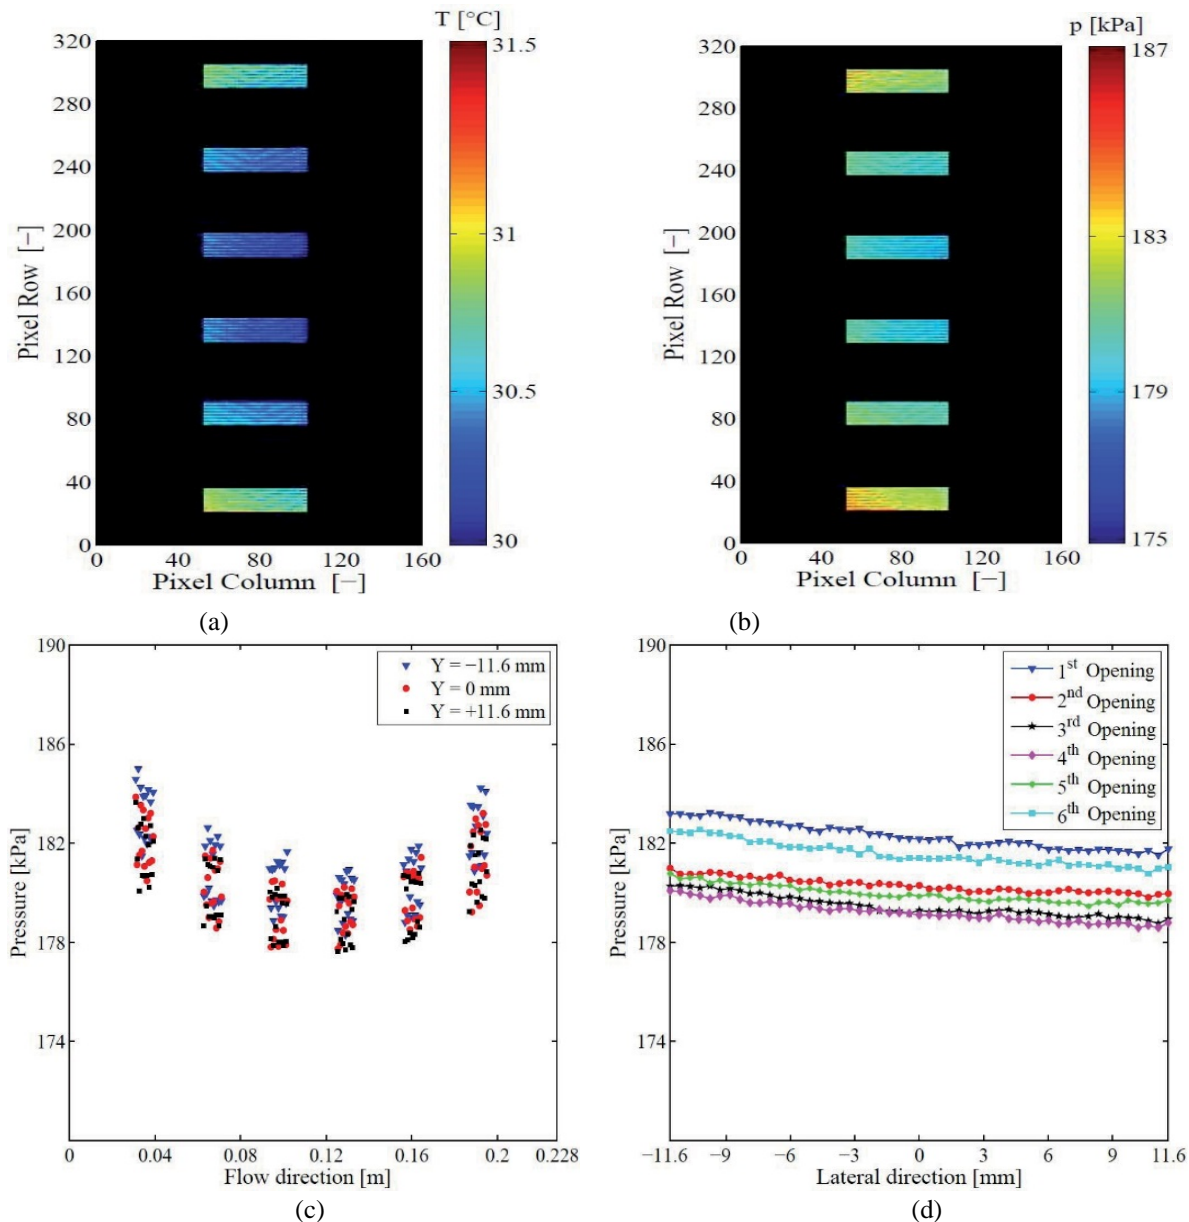 T [°C]
320
280
240
200
160
120
80
40
0
Pixel Row [−]
0 40 80 120 160
Pixel Column [−]
31.5
31
30.5
30
(a)
p [kPa]
320
280
240
200
160
120
80
40
0
Pixel Row [−]
0 40 80 120 160
Pixel Column [−]
187
183
179
175
(b)
190
186
182
178
174
Pressure [kPa]
Y = −11.6 mm
Y = 0 mm
Y = +11.6 mm
0 0.04 0.08 0.12 0.16 0.2 0.228
Flow direction [m]
(c)
190
186
182
178
174
Pressure [kPa]
1st Opening
2nd Opening
3rd Opening
4th Opening
5th Opening
6th Opening
−11.6 −9 −6 −3 0 3 6 9 11.6
Lateral direction [mm]
(d)